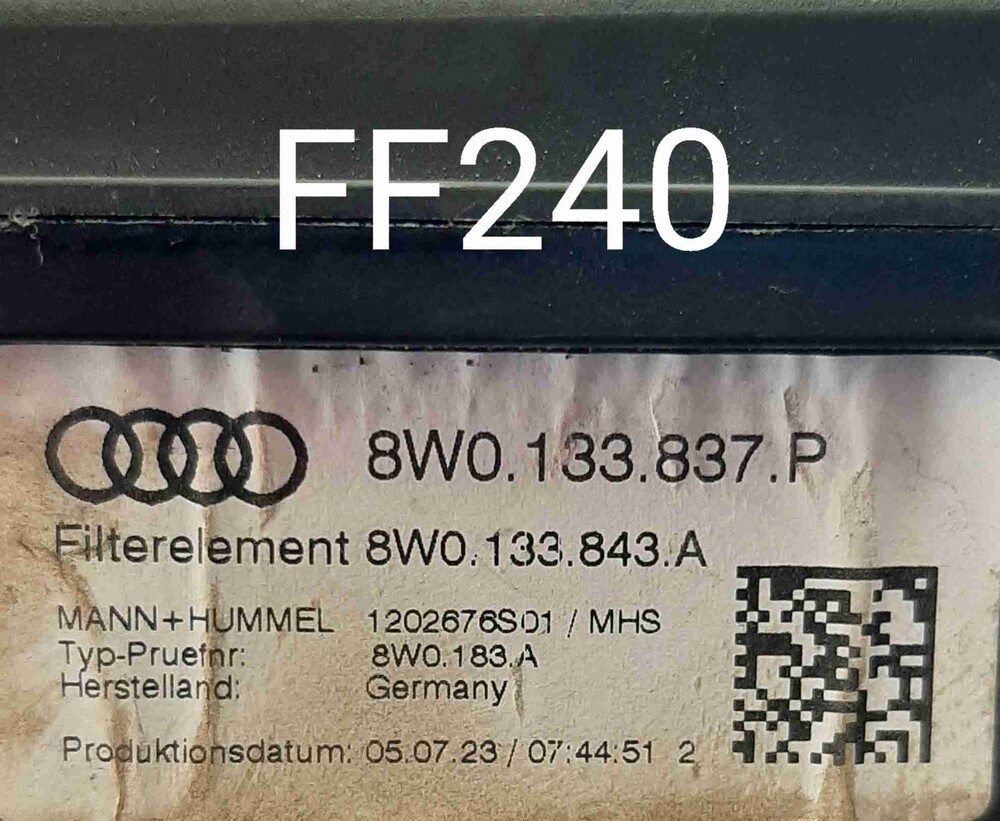 FF240
8W0.133.837.P
Filterelement 8W0.133.843.A
MANN+HUMMEL 1202676S01 / MHS
Typ-Pruefnr: 8W0.183.A
Herstelland: Germany
Produktionsdatum: 05.07.23 / 07:44:51 2